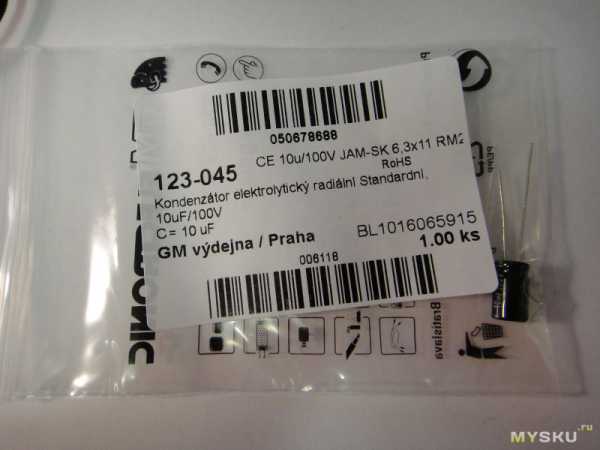 050678688
CE 10u/100V JAM-SK 6,3x11 RM2
123-045
RoHS
Kondenzátor elektrolytický radiální Standardní,
10uF/100V
C = 10 uF
GM výdejna / Praha
BL1016065915
1.00 ks
006118
Bratislava
MYSKU.ru